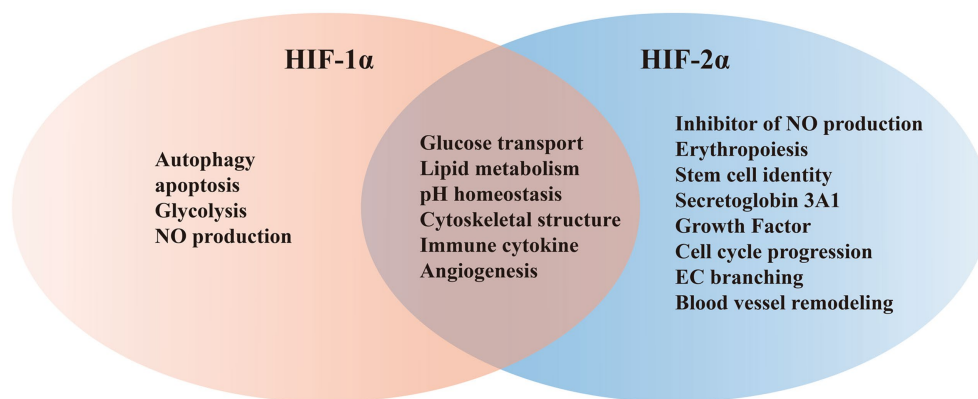 HIF-1α
HIF-2α
Autophagy
apoptosis
Glycolysis
NO production
Glucose transport
Lipid metabolism
pH homeostasis
Cytoskeletal structure
Immune cytokine
Angiogenesis
Inhibitor of NO production
Erythropoiesis
Stem cell identity
Secretoglobin 3A1
Growth Factor
Cell cycle progression
EC branching
Blood vessel remodeling